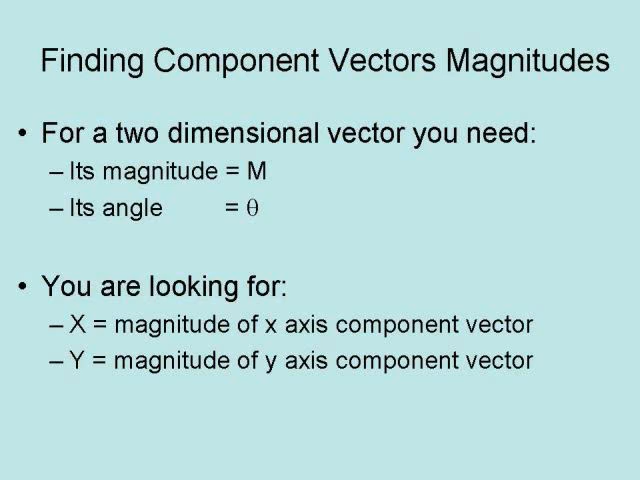 Finding Component Vectors Magnitudes
• For a two dimensional vector you need:
– Its magnitude = M
– Its angle = θ
• You are looking for:
– X = magnitude of x axis component vector
– Y = magnitude of y axis component vector